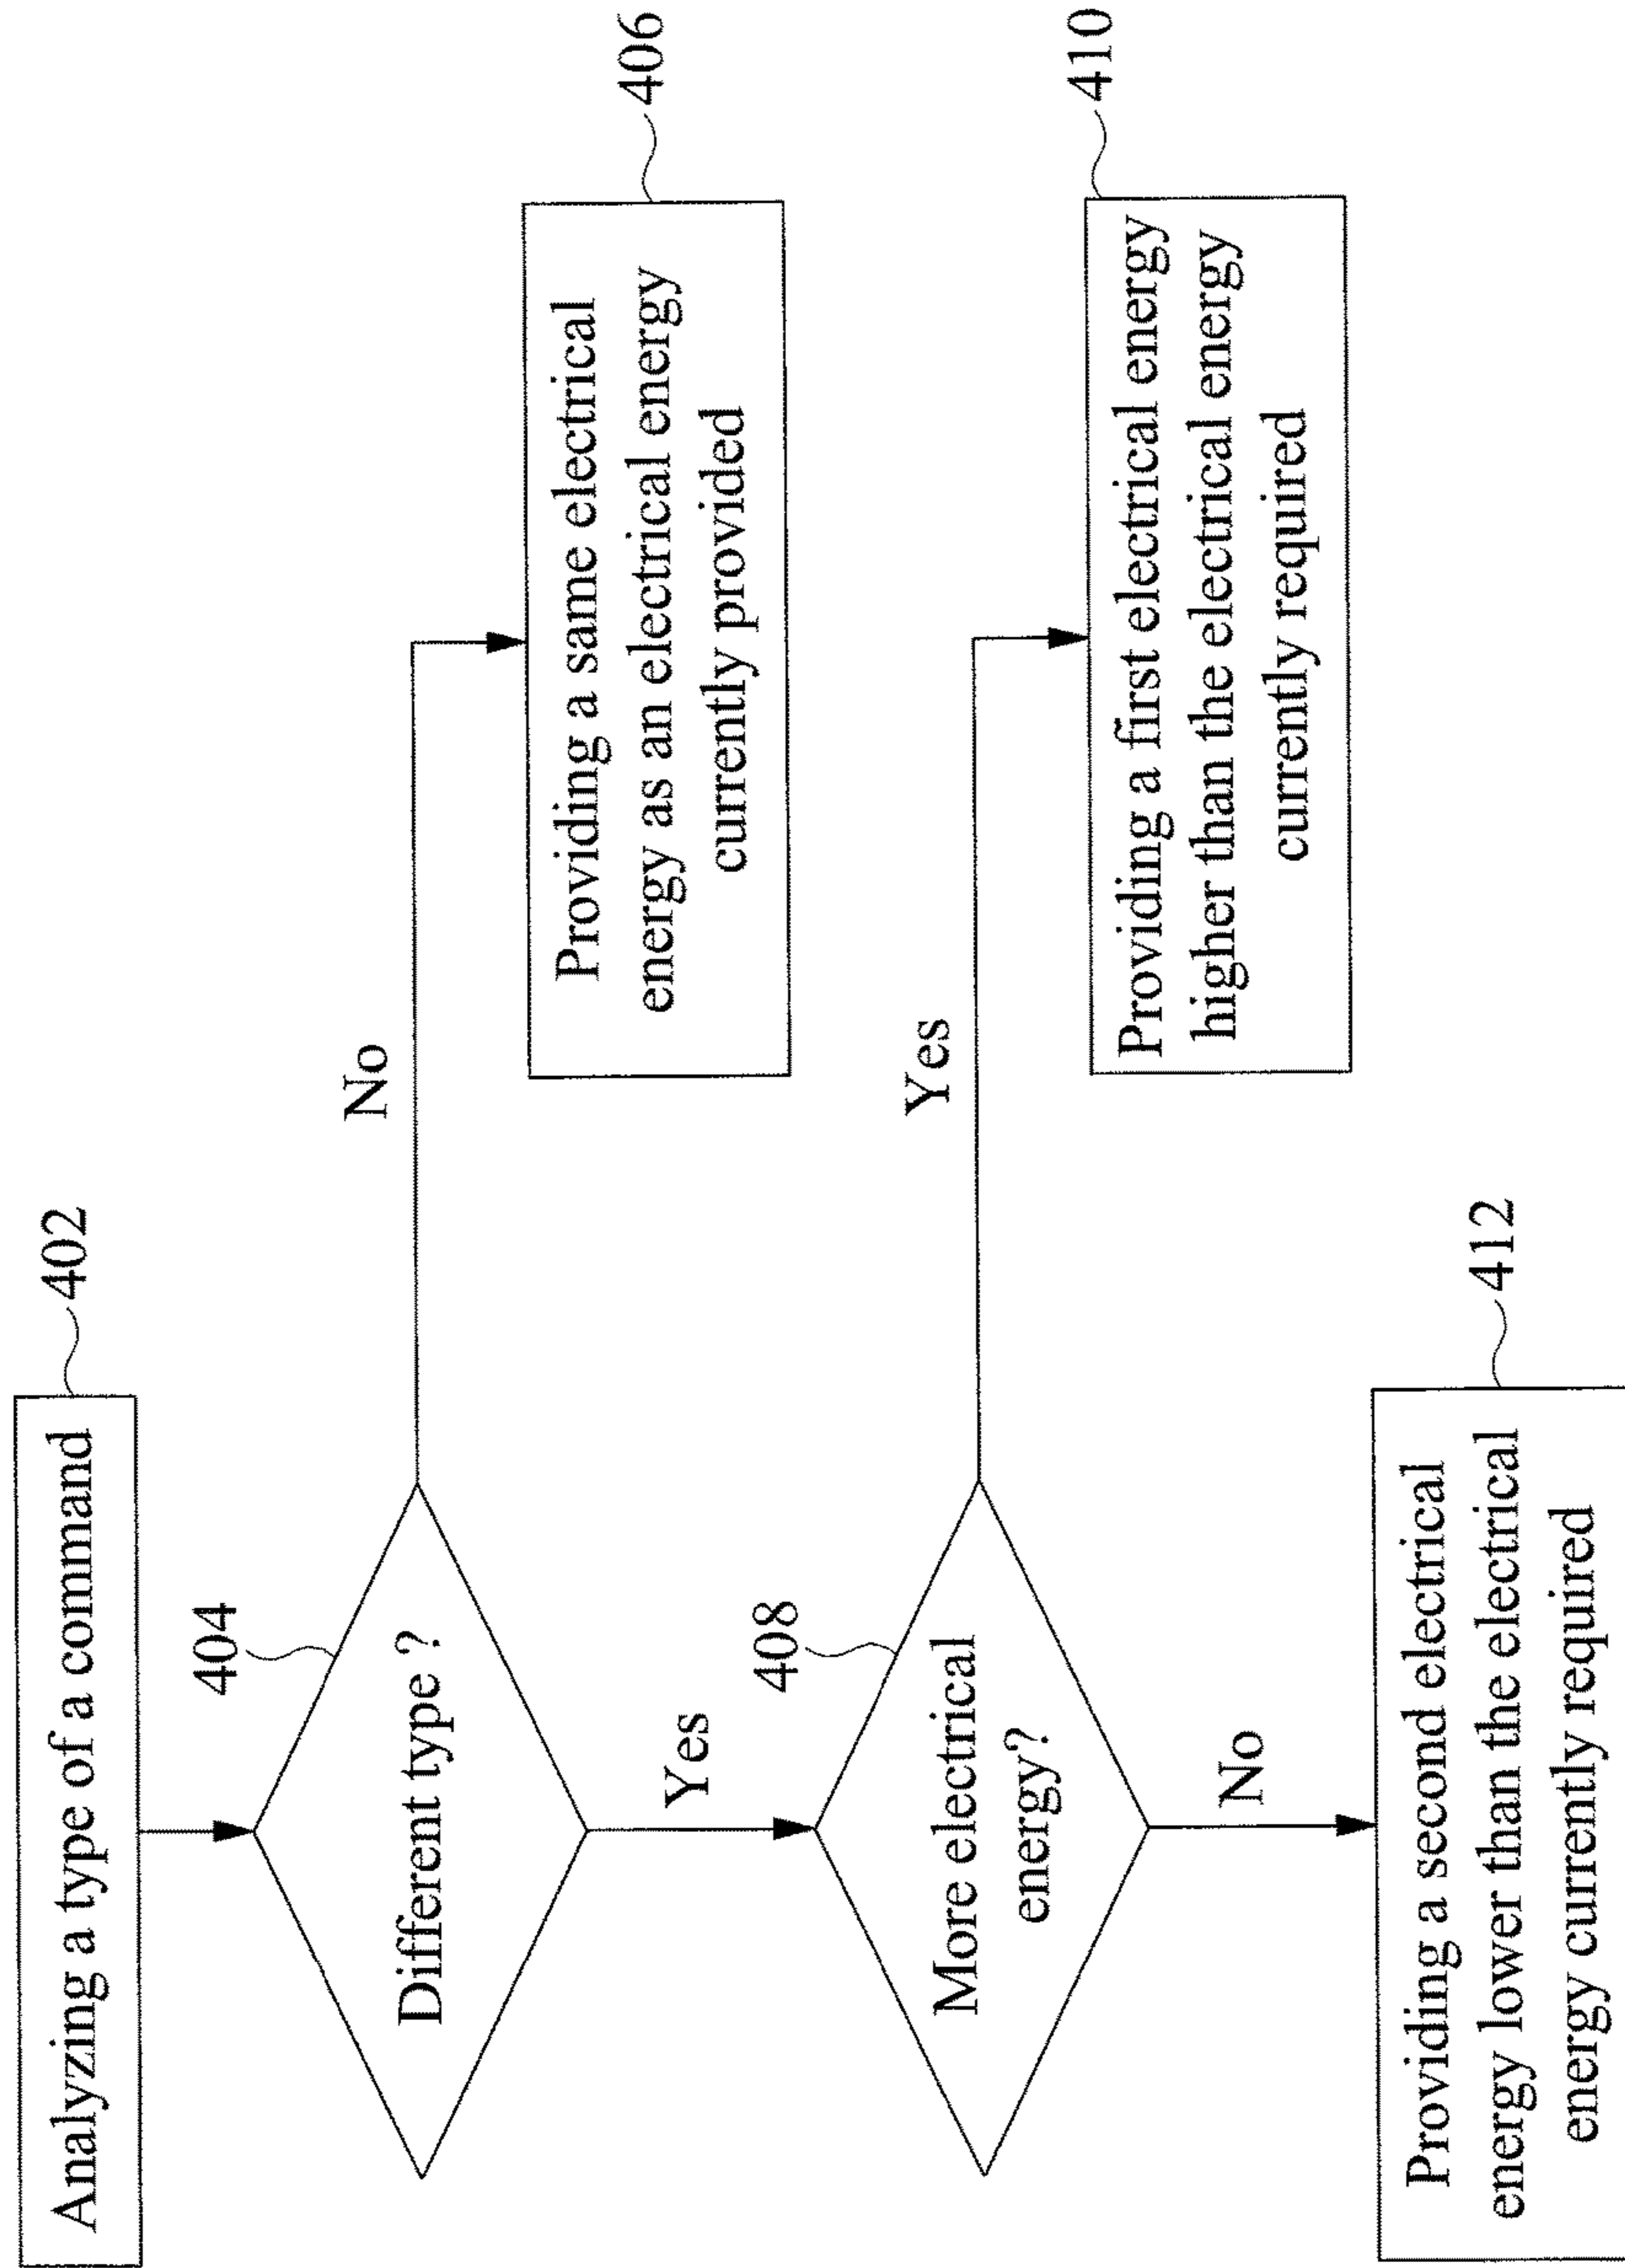 Analyzing a type of a command
402
404
Different type ?
No
Providing a same electrical
energy as an electrical energy
currently provided
406
Yes
408
More electrical
energy?
Yes
Providing a first electrical energy
higher than the electrical energy
currently required
410
No
Providing a second electrical
energy lower than the electrical
energy currently required
412